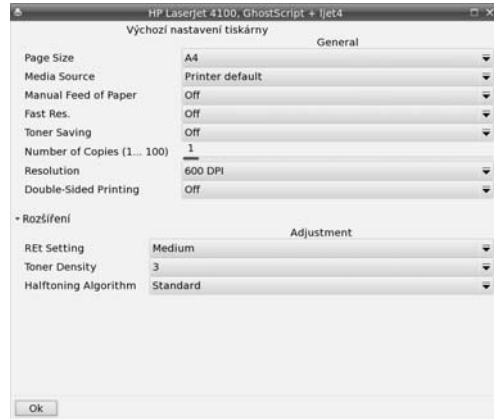 HP LaserJet 4100, GhostScript + ljet4
Výchozí nastavení tiskárny
General
Page Size A4
Media Source Printer default
Manual Feed of Paper Off
Fast Res. Off
Toner Saving Off
Number of Copies (1... 100) 1
Resolution 600 DPI
Double-Sided Printing Off
Rozšíření
Adjustment
REt Setting Medium
Toner Density 3
Halftoning Algorithm Standard
Ok